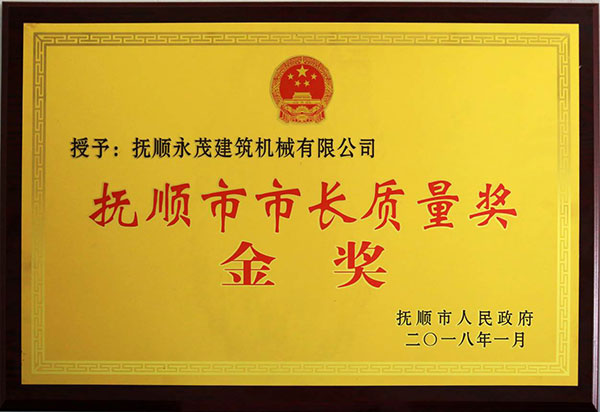 授予：抚顺永茂建筑机械有限公司
抚顺市市长质量奖
金奖
抚顺市人民政府
二〇一八年一月